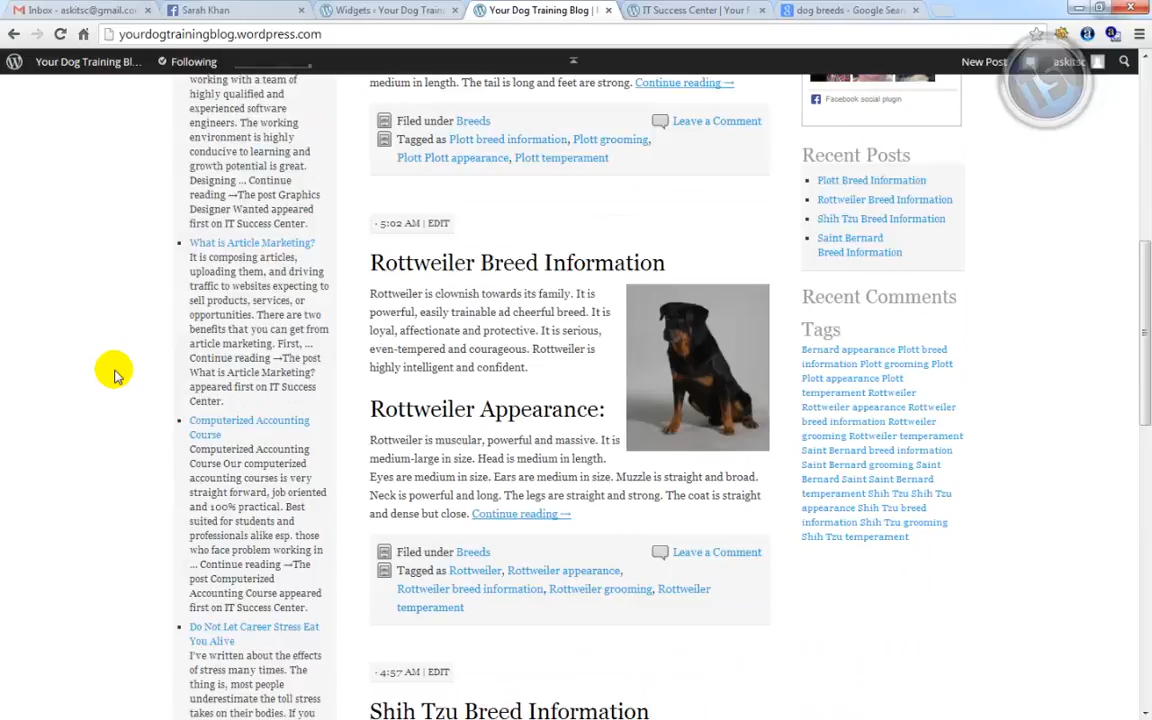 Inbox - askitsc@gmail.co
Sarah Khan
Widgets ‹ Your Dog Trainin
Your Dog Training Blog |
IT Success Center | Your F
dog breeds - Google Sear
yourdogtrainingblog.wordpress.com
Your Dog Training Bl...
Following
New Post
askitsc
working with a team of
highly qualified and
experienced software
engineers. The working
environment is highly
conducive to learning and
growth potential is great.
Designing ... Continue
reading →The post Graphics
Designer Wanted appeared
first on IT Success Center.
What is Article Marketing?
It is composing articles,
uploading them, and driving
traffic to websites expecting to
sell products, services, or
opportunities. There are two
benefits that you can get from
article marketing. First, ...
Continue reading →The post
What is Article Marketing?
appeared first on IT Success
Center.
Computerized Accounting
Course
Computerized Accounting
Course Our computerized
accounting courses is very
straight forward, job oriented
and 100% practical. Best
suited for students and
professionals alike esp. those
who face problem working in
... Continue reading →The
post Computerized
Accounting Course appeared
first on IT Success Center.
Do Not Let Career Stress Eat
You Alive
I've written about the effects
of stress many times. The
thing is, most people
underestimate the toll stress
takes on their bodies. If you
medium in length. The tail is long and feet are strong. Continue reading →
Filed under Breeds
Leave a Comment
Tagged as Plott breed information, Plott grooming,
Plott Plott appearance, Plott temperament
· 5:02 AM | EDIT
Rottweiler Breed Information
Rottweiler is clownish towards its family. It is
powerful, easily trainable ad cheerful breed. It is
loyal, affectionate and protective. It is serious,
even-tempered and courageous. Rottweiler is
highly intelligent and confident.
Rottweiler Appearance:
Rottweiler is muscular, powerful and massive. It is
medium-large in size. Head is medium in length.
Eyes are medium in size. Ears are medium in size. Muzzle is straight and broad.
Neck is powerful and long. The legs are straight and strong. The coat is straight
and dense but close. Continue reading →
Filed under Breeds
Leave a Comment
Tagged as Rottweiler, Rottweiler appearance,
Rottweiler breed information, Rottweiler grooming, Rottweiler
temperament
· 4:57 AM | EDIT
Shih Tzu Breed Information
Facebook social plugin
Recent Posts
Plott Breed Information
Rottweiler Breed Information
Shih Tzu Breed Information
Saint Bernard
Breed Information
Recent Comments
Tags
Bernard appearance Plott breed
information Plott grooming Plott
Plott appearance Plott
temperament Rottweiler
Rottweiler appearance Rottweiler
breed information Rottweiler
grooming Rottweiler temperament
Saint Bernard breed information
Saint Bernard grooming Saint
Bernard Saint Saint Bernard
temperament Shih Tzu Shih Tzu
appearance Shih Tzu breed
information Shih Tzu grooming
Shih Tzu temperament